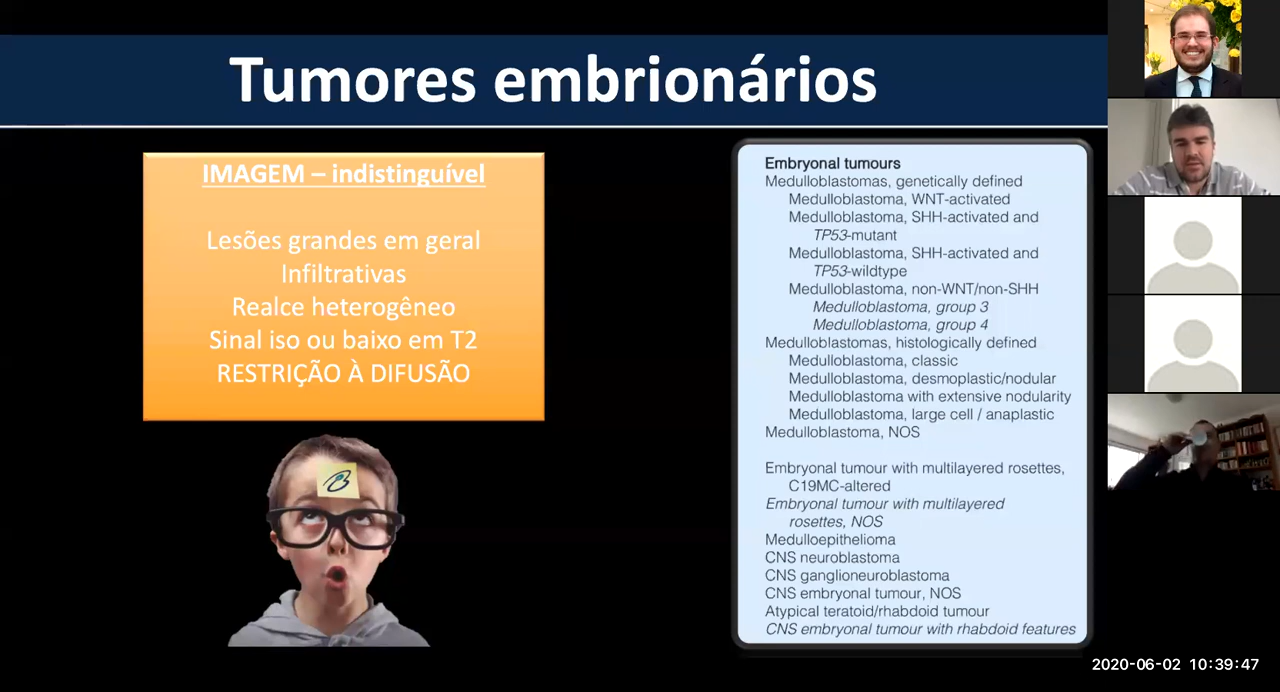 Tumores embrionários
IMAGEM – indistinguível
Lesões grandes em geral
Infiltrativas
Realce heterogêneo
Sinal iso ou baixo em T2
RESTRIÇÃO À DIFUSÃO
Embryonal tumours
Medulloblastomas, genetically defined
Medulloblastoma, WNT-activated
Medulloblastoma, SHH-activated and
TP53-mutant
Medulloblastoma, SHH-activated and
TP53-wildtype
Medulloblastoma, non-WNT/non-SHH
Medulloblastoma, group 3
Medulloblastoma, group 4
Medulloblastomas, histologically defined
Medulloblastoma, classic
Medulloblastoma, desmoplastic/nodular
Medulloblastoma with extensive nodularity
Medulloblastoma, large cell / anaplastic
Medulloblastoma, NOS
Embryonal tumour with multilayered rosettes,
C19MC-altered
Embryonal tumour with multilayered
rosettes, NOS
Medulloepithelioma
CNS neuroblastoma
CNS ganglioneuroblastoma
CNS embryonal tumour, NOS
Atypical teratoid/rhabdoid tumour
CNS embryonal tumour with rhabdoid features
2020-06-02 10:39:47